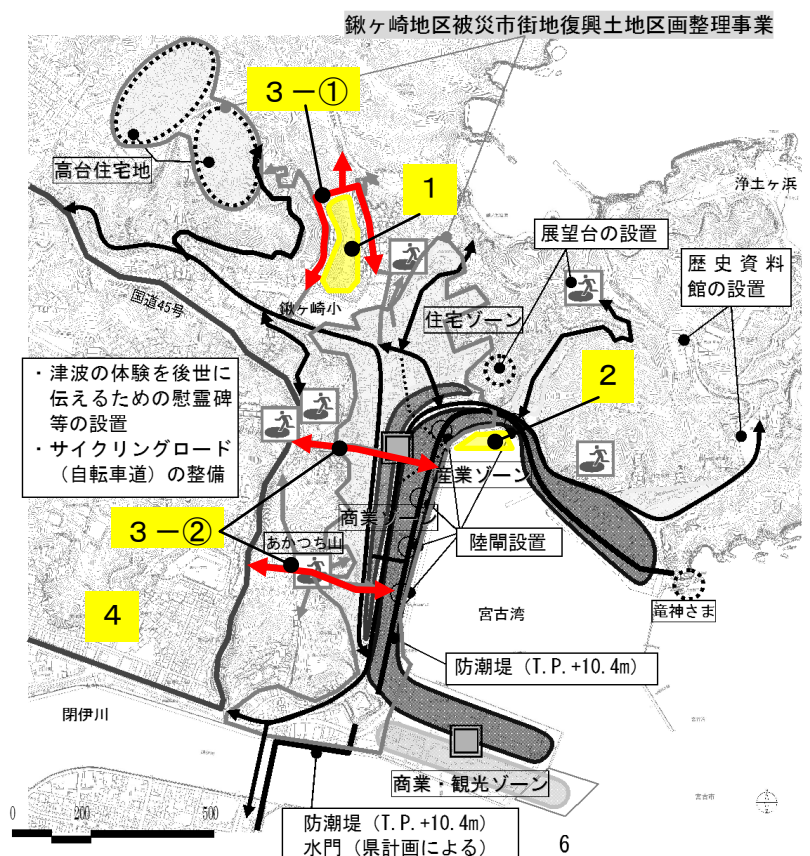 鍬ヶ崎地区被災市街地復興土地区画整理事業
3－①
高台住宅地
1
浄土ヶ浜
展望台の設置
歴史資料
館の設置
国道45号
鍬ヶ崎小
住宅ゾーン
2
・津波の体験を後世に
伝えるための慰霊碑
等の設置
・サイクリングロード
（自転車道）の整備
産業ゾーン
商業ゾーン
3－②
陸閘設置
あかつち山
4
宮古湾
竜神さま
防潮堤（T.P.+10.4m）
閉伊川
商業・観光ゾーン
0 200 500
防潮堤（T.P.+10.4m）
水門（県計画による）
6
宮古市